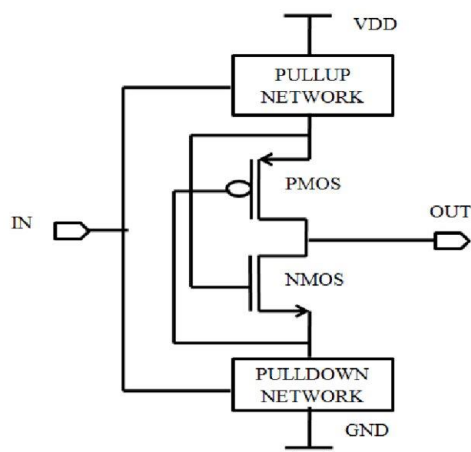 VDD
PULLUP
NETWORK
PMOS
IN
OUT
NMOS
PULLDOWN
NETWORK
GND